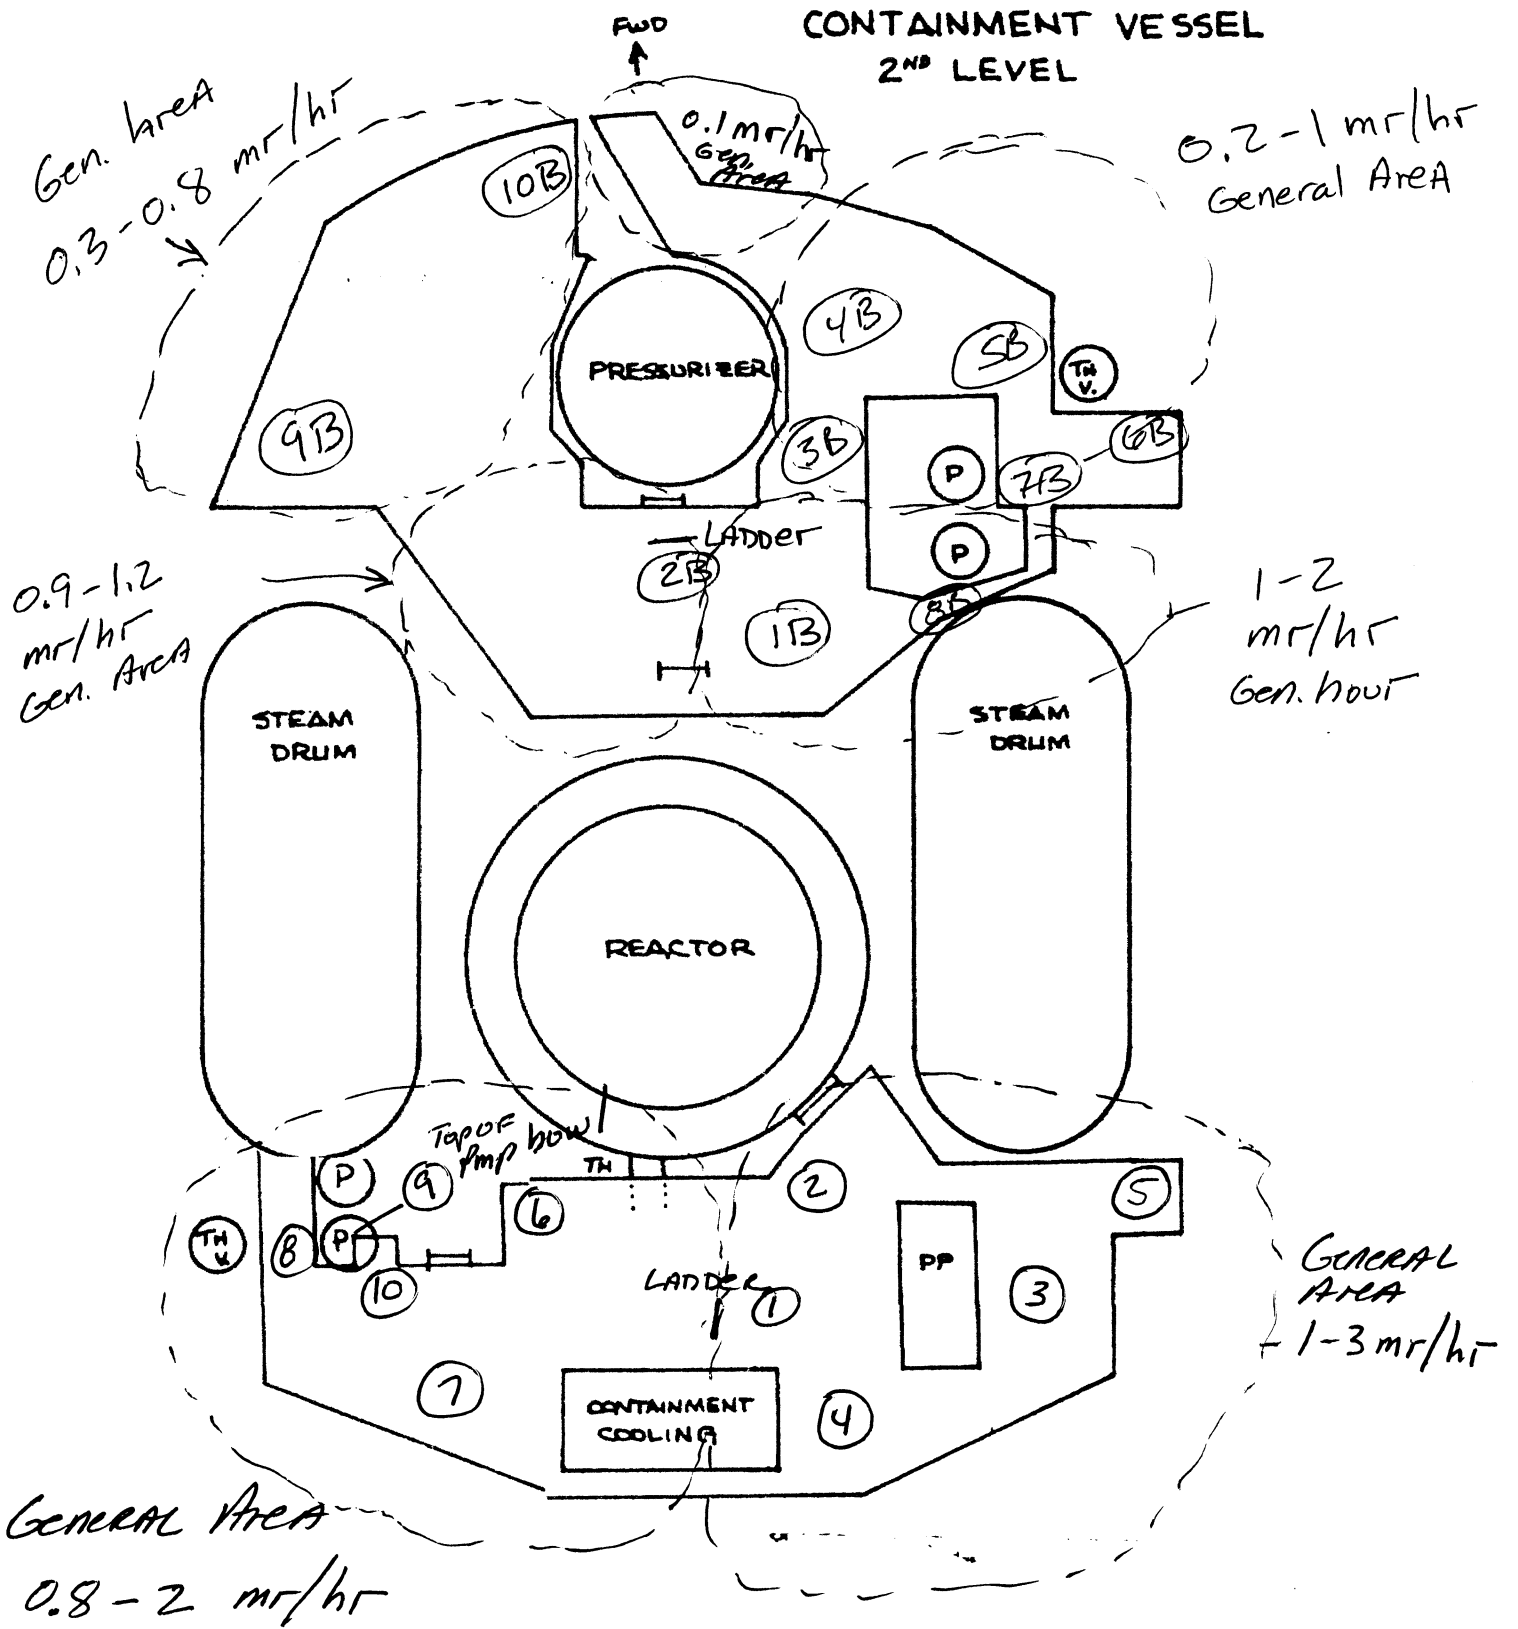 FWD
CONTAINMENT VESSEL
2ND LEVEL
Gen. Area
0.3-0.8 mr/hr
0.1 mr/hr
Gen. Area
0.2-1 mr/hr
General Area
10B
4B
5B
TH
V.
PRESSURIZER
9B
3B
6B
P
7B
LADDER
P
2B
0.9-1.2
mr/hr
Gen. Area
8B
1B
1-2
mr/hr
Gen. hour
STEAM
DRUM
STEAM
DRUM
REACTOR
TOP OF
PMP bowl
TH
P
9
2
5
6
TH
V.
8
P
PP
GENERAL
AreA
1-3 mr/hr
10
LADDER
1
3
7
CONTAINMENT
COOLING
4
GENERAL AreA
0.8-2 mr/hr